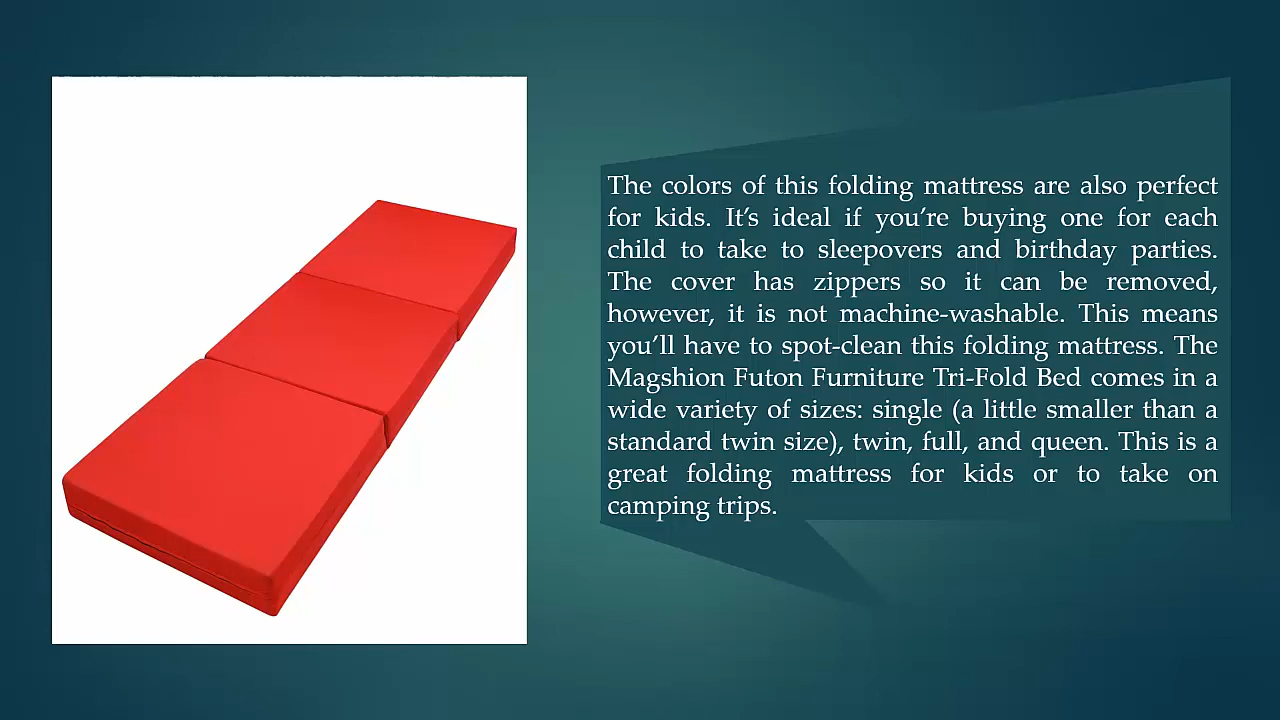 The colors of this folding mattress are also perfect
for kids. It’s ideal if you’re buying one for each
child to take to sleepovers and birthday parties.
The cover has zippers so it can be removed,
however, it is not machine-washable. This means
you’ll have to spot-clean this folding mattress. The
Magshion Futon Furniture Tri-Fold Bed comes in a
wide variety of sizes: single (a little smaller than a
standard twin size), twin, full, and queen. This is a
great folding mattress for kids or to take on
camping trips.